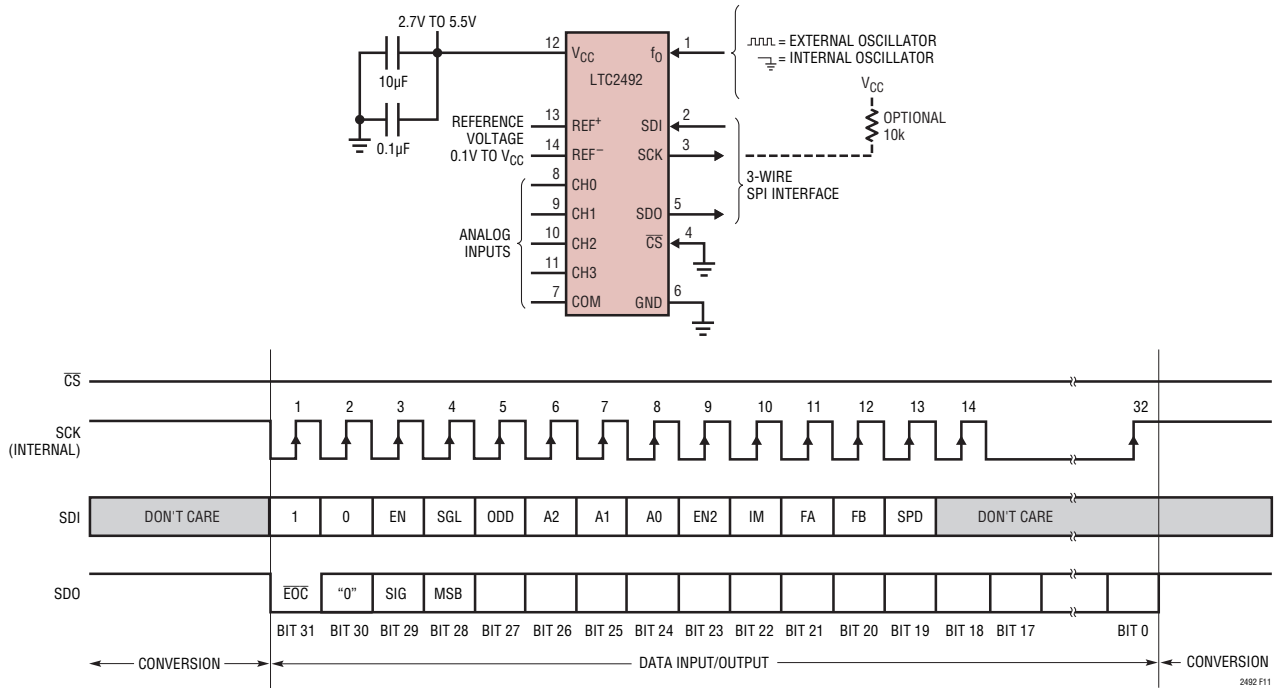 2.7V TO 5.5V
10µF
0.1µF
REFERENCE
VOLTAGE
0.1V TO VCC
ANALOG
INPUTS
12
13
14
8
9
10
11
7
VCC
REF+
REF−
CH0
CH1
CH2
CH3
COM
LTC2492
fO
SDI
SCK
SDO
CS
GND
1
2
3
5
4
6
= EXTERNAL OSCILLATOR
= INTERNAL OSCILLATOR
VCC
OPTIONAL
10k
3-WIRE
SPI INTERFACE
CS
SCK
(INTERNAL)
1 2 3 4 5 6 7 8 9 10 11 12 13 14 32
SDI DON'T CARE 1 0 EN SGL ODD A2 A1 A0 EN2 IM FA FB SPD DON'T CARE
SDO EOC “0” SIG MSB
BIT 31 BIT 30 BIT 29 BIT 28 BIT 27 BIT 26 BIT 25 BIT 24 BIT 23 BIT 22 BIT 21 BIT 20 BIT 19 BIT 18 BIT 17 BIT 0
CONVERSION DATA INPUT/OUTPUT CONVERSION
2492 F11